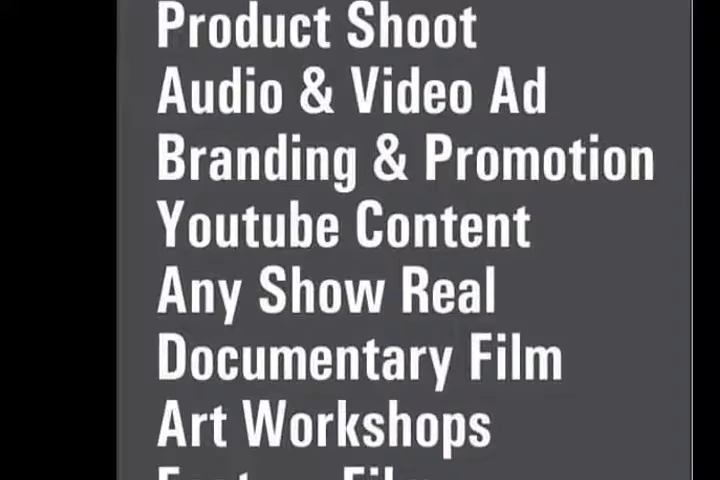 Product Shoot
Audio & Video Ad
Branding & Promotion
Youtube Content
Any Show Real
Documentary Film
Art Workshops